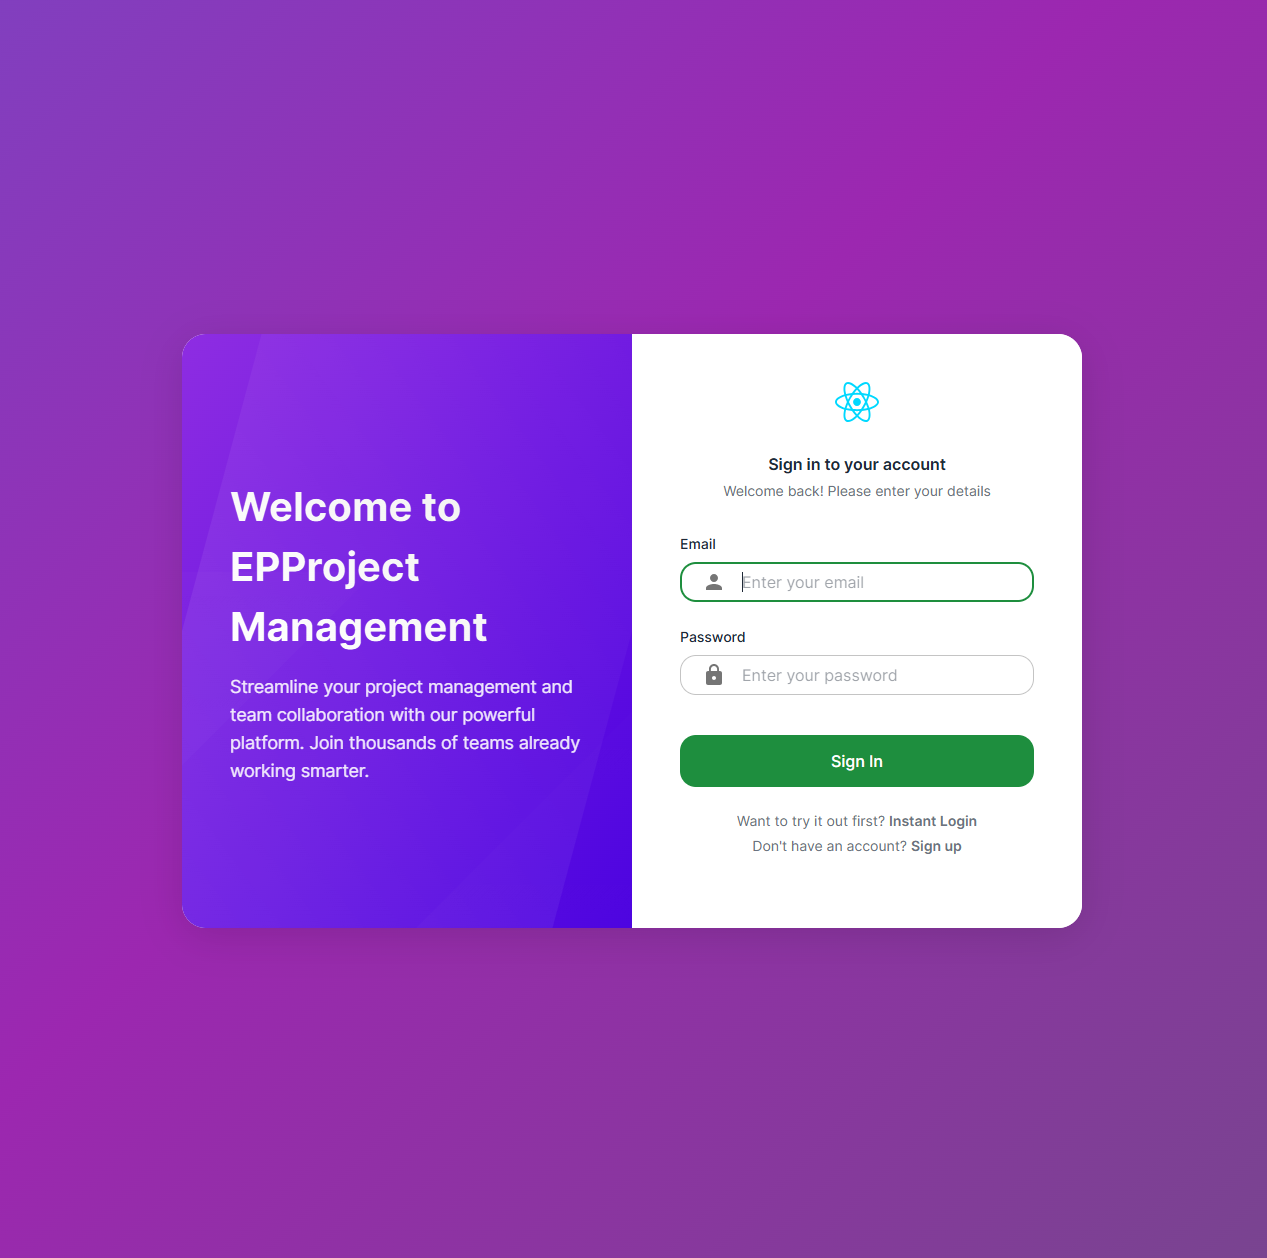 Welcome to
EPProject
Management
Streamline your project management and
team collaboration with our powerful
platform. Join thousands of teams already
working smarter.
Sign in to your account
Welcome back! Please enter your details
Email
Enter your email
Password
Enter your password
Sign In
Want to try it out first? Instant Login
Don't have an account? Sign up